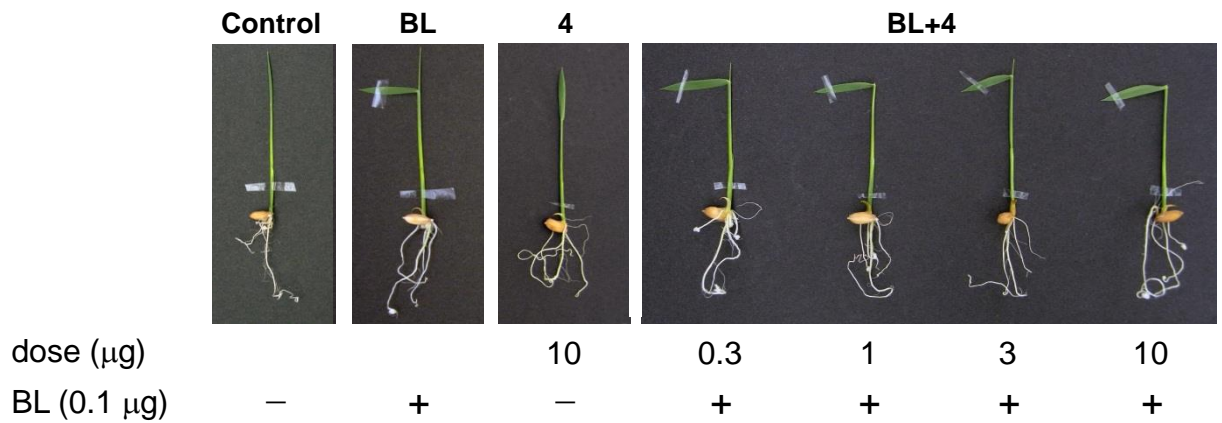 Control BL 4 BL+4
dose (μg) 10 0.3 1 3 10
BL (0.1 μg) − + − + + + +